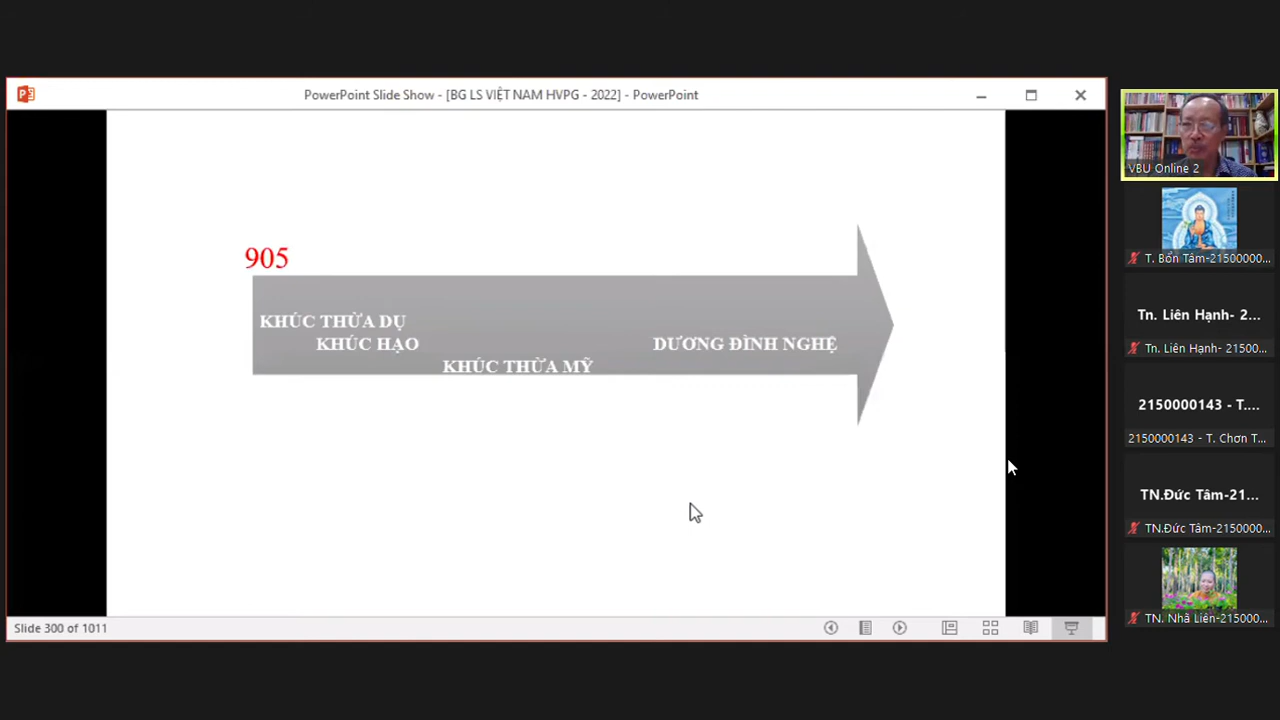 PowerPoint Slide Show - [BG LS VIỆT NAM HVPG - 2022] - PowerPoint
905
KHÚC THỪA DỤ
KHÚC HẠO
DƯƠNG ĐÌNH NGHỆ
KHÚC THỪA MỸ
Slide 300 of 1011
VBU Online 2
T. Bổn Tâm-21500000...
Tn. Liên Hạnh- 2...
Tn. Liên Hạnh- 21500...
2150000143 - T....
2150000143 - T. Chơn T...
TN.Đức Tâm-21...
TN.Đức Tâm-2150000...
TN. Nhã Liên-215000...